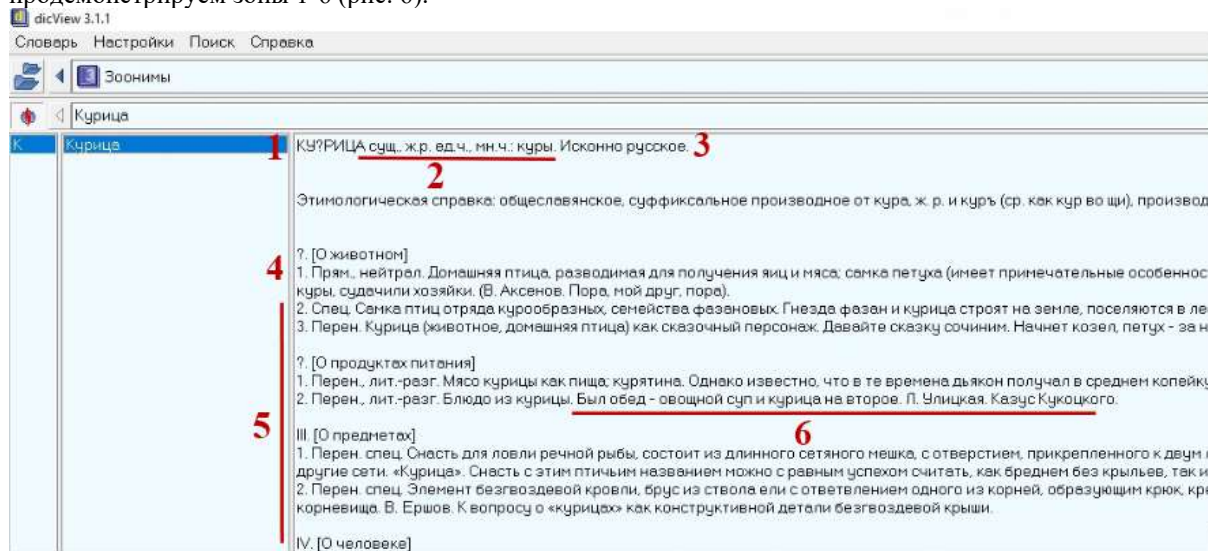 продемонстрируем зоны 1-6 (рис. 6).
dicView 3.1.1
Словарь Настройки Поиск Справка
Зоонимы
Курица
К Курица 1 КУ?РИЦА сущ., ж.р. ед.ч., мн.ч.: куры. Исконно русское. 3
2
Этимологическая справка: общеславянское, суффиксальное производное от кура, ж. р. и куръ (ср. как кур во щи), производ
?. [О животном]
4 1. Прям., нейтрал. Домашняя птица, разводимая для получения яиц и мяса; самка петуха (имеет примечательные особеннос
куры, судачили хозяйки. (В. Аксенов. Пора, мой друг, пора).
2. Спец. Самка птиц отряда курообразных, семейства фазановых. Гнезда фазан и курица строят на земле, поселяются в ле
3. Перен. Курица (животное, домашняя птица) как сказочный персонаж. Давайте сказку сочиним. Начнет козел, петух - за н
?. [О продуктах питания]
1. Перен., лит.-разг. Мясо курицы как пища; курятина. Однако известно, что в те времена дьякон получал в среднем копейку
2. Перен., лит.-разг. Блюдо из курицы. Был обед - овощной суп и курица на второе. Л. Улицкая. Казус Кукоцкого.
5 III. [О предметах] 6
1. Перен. спец. Снасть для ловли речной рыбы, состоит из длинного сетяного мешка, с отверстием, прикрепленного к двум
другие сети. «Курица». Снасть с этим птичьим названием можно с равным успехом считать, как бреднем без крыльев, так и
2. Перен. спец. Элемент безгвоздевой кровли, брус из ствола ели с ответвлением одного из корней, образующим крюк, кре
корневища. В. Ершов. К вопросу о «курицах» как конструктивной детали безгвоздевой крыши.
IV. [О человеке]